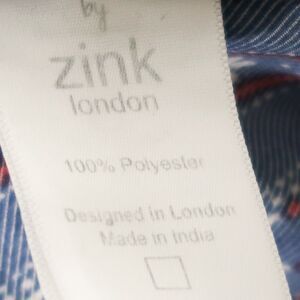 by
zink
london
100% Polyester
Designed in London
Made in India